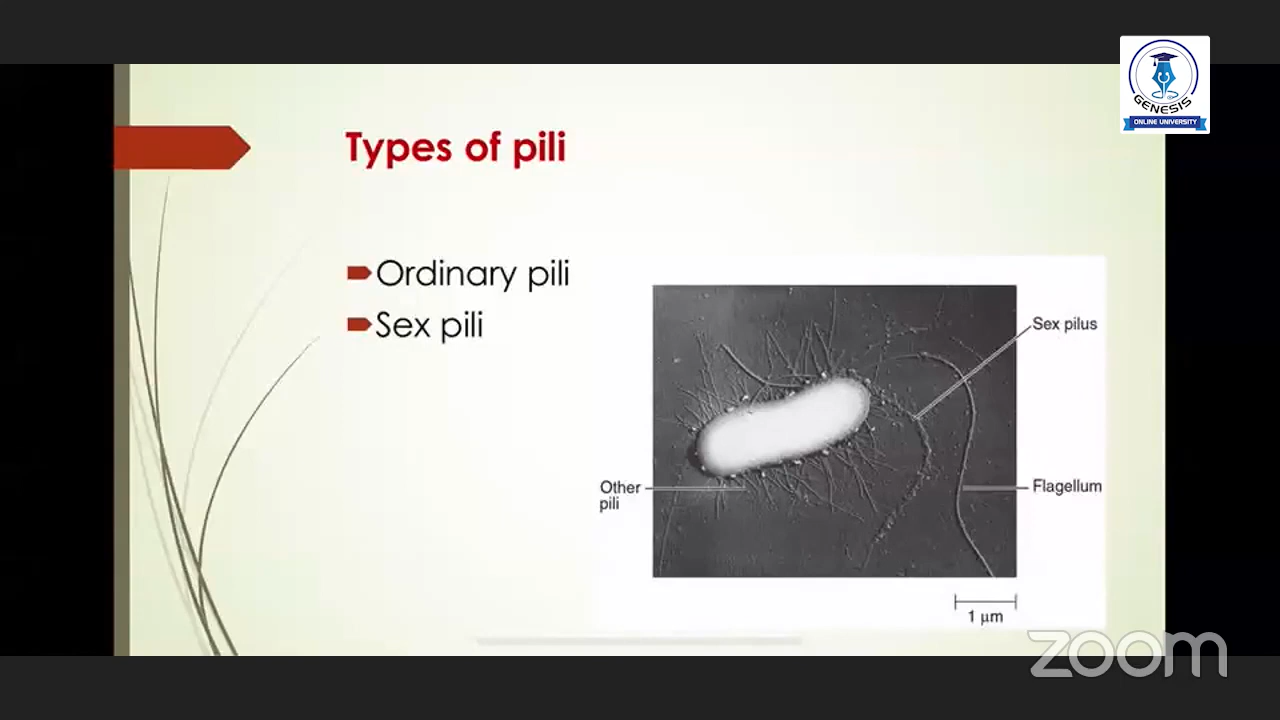 GENESIS
ONLINE UNIVERSITY
Types of pili
Ordinary pili
Sex pili
Sex pilus
Other
pili
Flagellum
1 μm
zoom